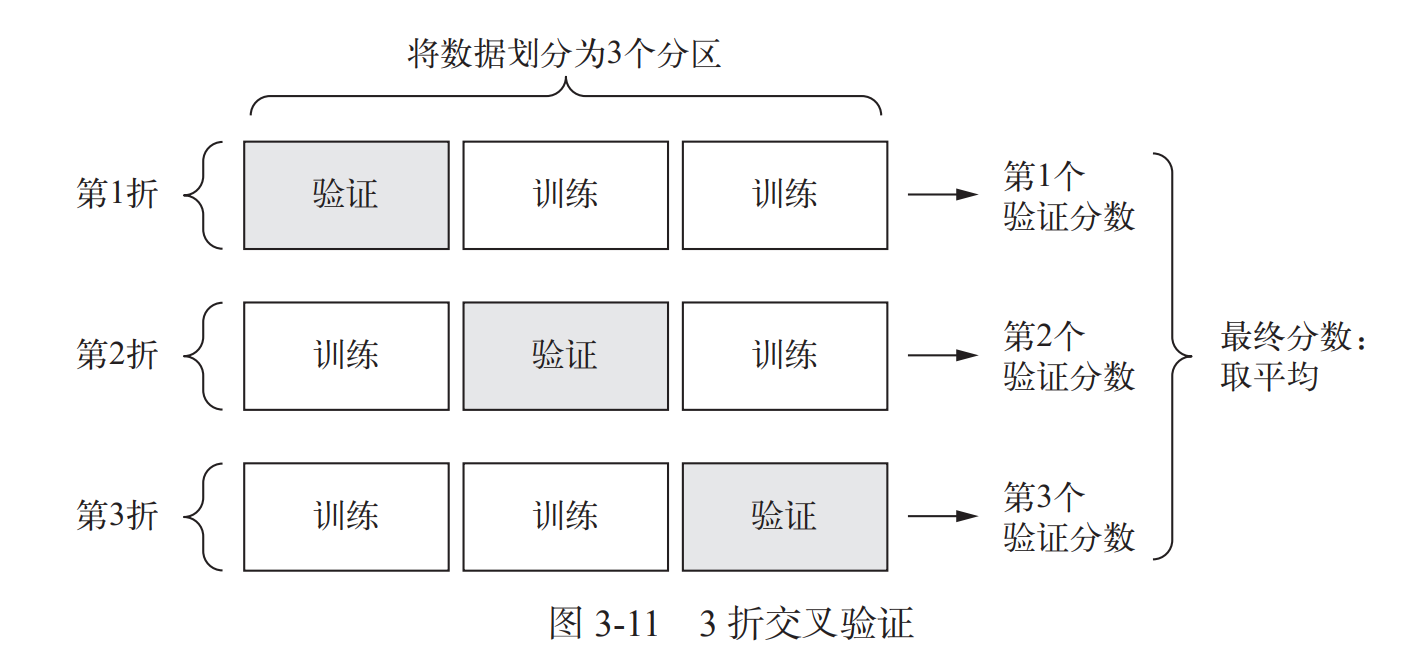 将数据划分为3个分区
第1折
验证
训练
训练
第1个
验证分数
第2折
训练
验证
训练
第2个
验证分数
最终分数：
取平均
第3折
训练
训练
验证
第3个
验证分数
图 3-11 3 折交叉验证